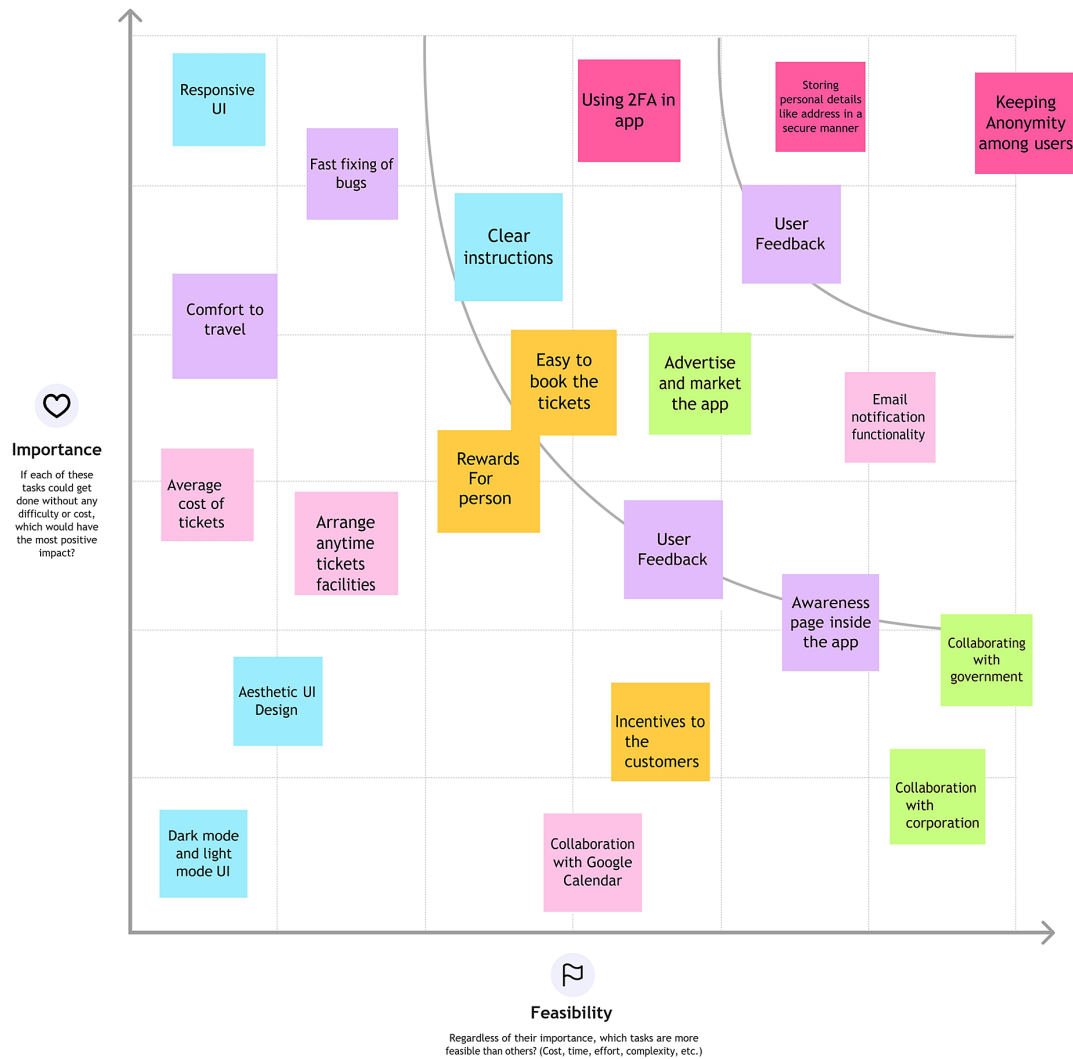 Responsive
UI
Using 2FA in
app
Storing
personal details
like address in a
secure manner
Keeping
Anonymity
among users
Fast fixing of
bugs
Clear
instructions
User
Feedback
Comfort to
travel
Easy to
book the
tickets
Advertise
and market
the app
Email
notification
functionality
Importance
If each of these
tasks could get
done without any
difficulty or cost,
which would have
the most positive
impact?
Average
cost of
tickets
Arrange
anytime
tickets
facilities
Rewards
For
person
User
Feedback
Awareness
page inside
the app
Collaborating
with
government
Aesthetic UI
Design
Incentives to
the
customers
Collaboration
with
corporation
Dark mode
and light
mode UI
Collaboration
with Google
Calendar
Feasibility
Regardless of their importance, which tasks are more
feasible than others? (Cost, time, effort, complexity, etc.)